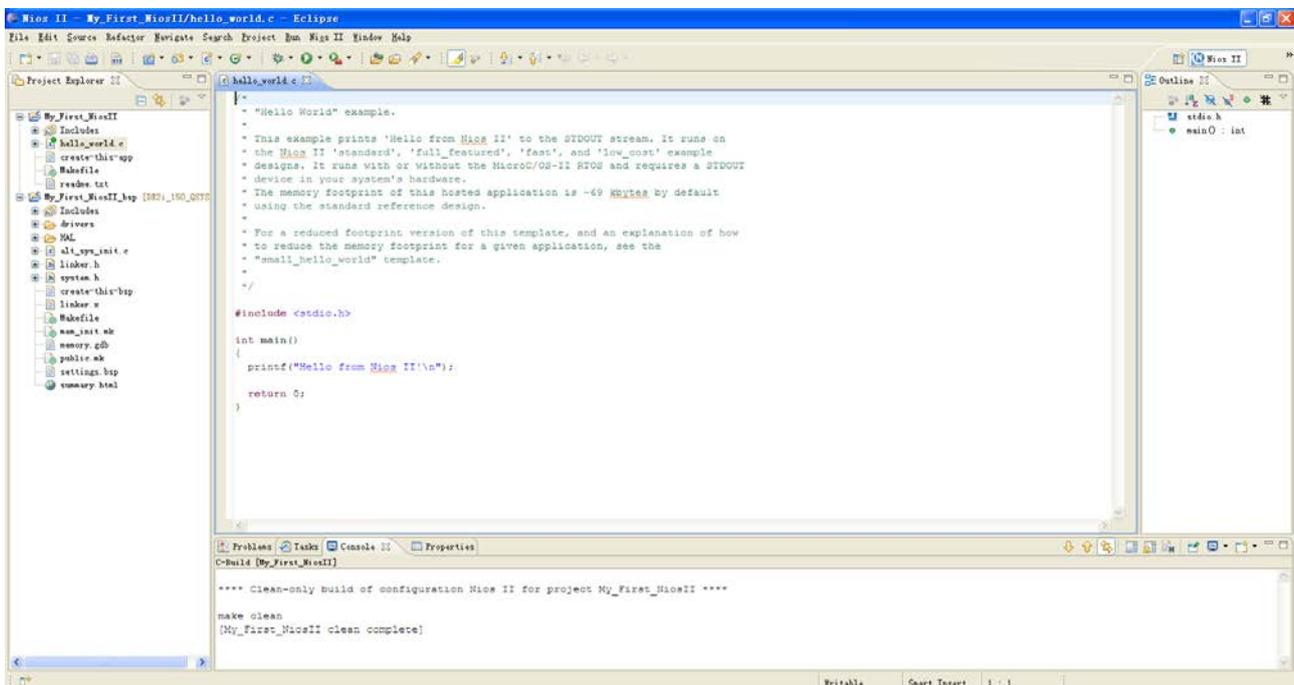 Nios II - My_First_NiosII/hello_world.c - Eclipse
File Edit Source Refactor Navigate Search Project Run Nios II Window Help
Nios II
Project Explorer
My_First_NiosII
Includes
hello_world.c
create-this-app
Makefile
readme.txt
My_First_NiosII_bsp
Includes
drivers
HAL
alt_sys_init.c
linker.h
system.h
create-this-bsp
linker.x
Makefile
mem_init.mk
memory.gdb
public.mk
settings.bsp
summary.html
hello_world.c
/*
* "Hello World" example.
*
* This example prints 'Hello from Nios II' to the STDOUT stream. It runs on
* the Nios II 'standard', 'full_featured', 'fast', and 'low_cost' example
* designs. It runs with or without the MicroC/OS-II RTOS and requires a STDOUT
* device in your system's hardware.
* The memory footprint of this hosted application is ~69 kbytes by default
* using the standard reference design.
*
* For a reduced footprint version of this template, and an explanation of how
* to reduce the memory footprint for a given application, see the
* "small_hello_world" template.
*
*/
#include <stdio.h>
int main()
{
printf("Hello from Nios II!\n");
return 0;
}
Outline
stdio.h
main() : int
Problems Tasks Console Properties
C-Build [My_First_NiosII]
**** Clean-only build of configuration Nios II for project My_First_NiosII ****
make clean
[My_First_NiosII clean complete]
Writable Smart Insert 1 : 1